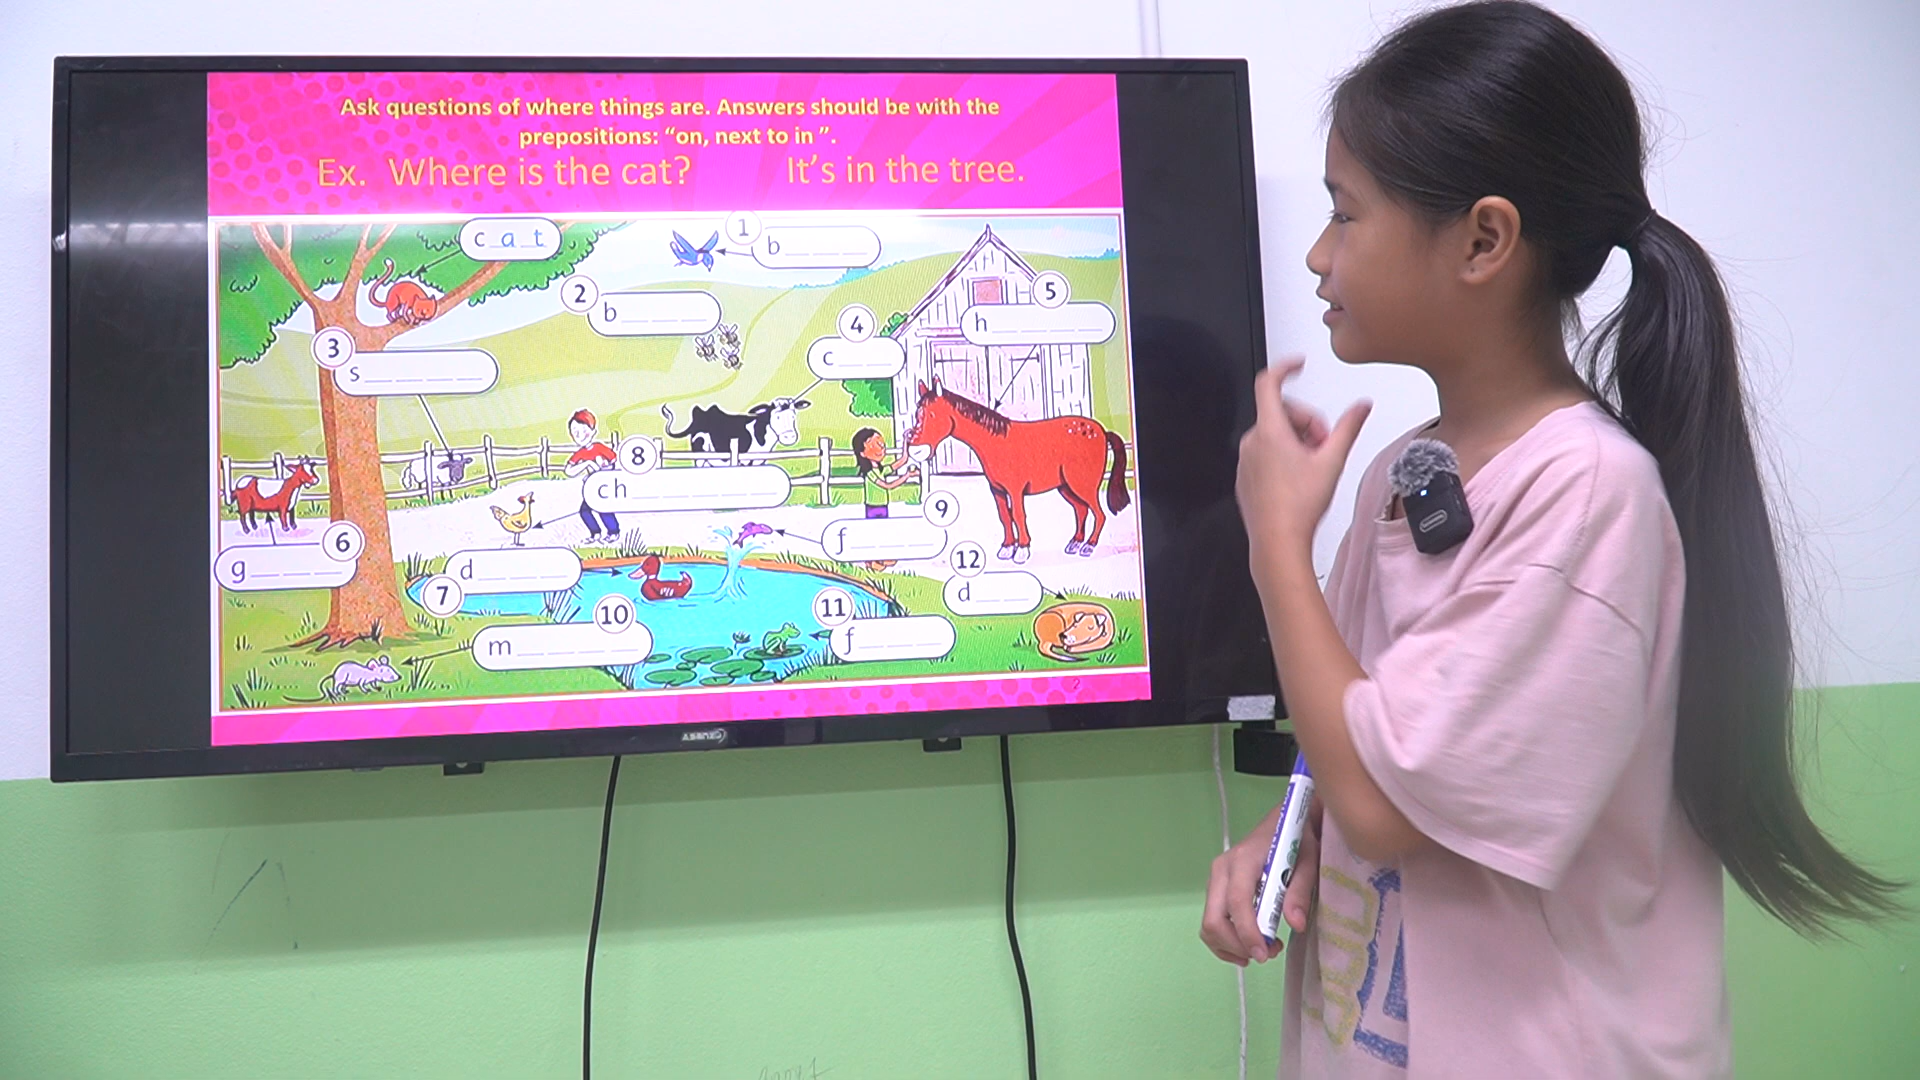 Ask questions of where things are. Answers should be with the
prepositions: “on, next to in ”.
Ex. Where is the cat? It’s in the tree.
c a t
1
b _ _ _
2
b _ _ _
3
s _ _ _ _
4
c _ _
5
h _ _ _ _
6
g _ _ _
7
d _ _ _
8
ch _ _ _ _ _
9
f _ _ _
10
m _ _ _ _
11
f _ _ _
12
d _ _
2
ASANZO